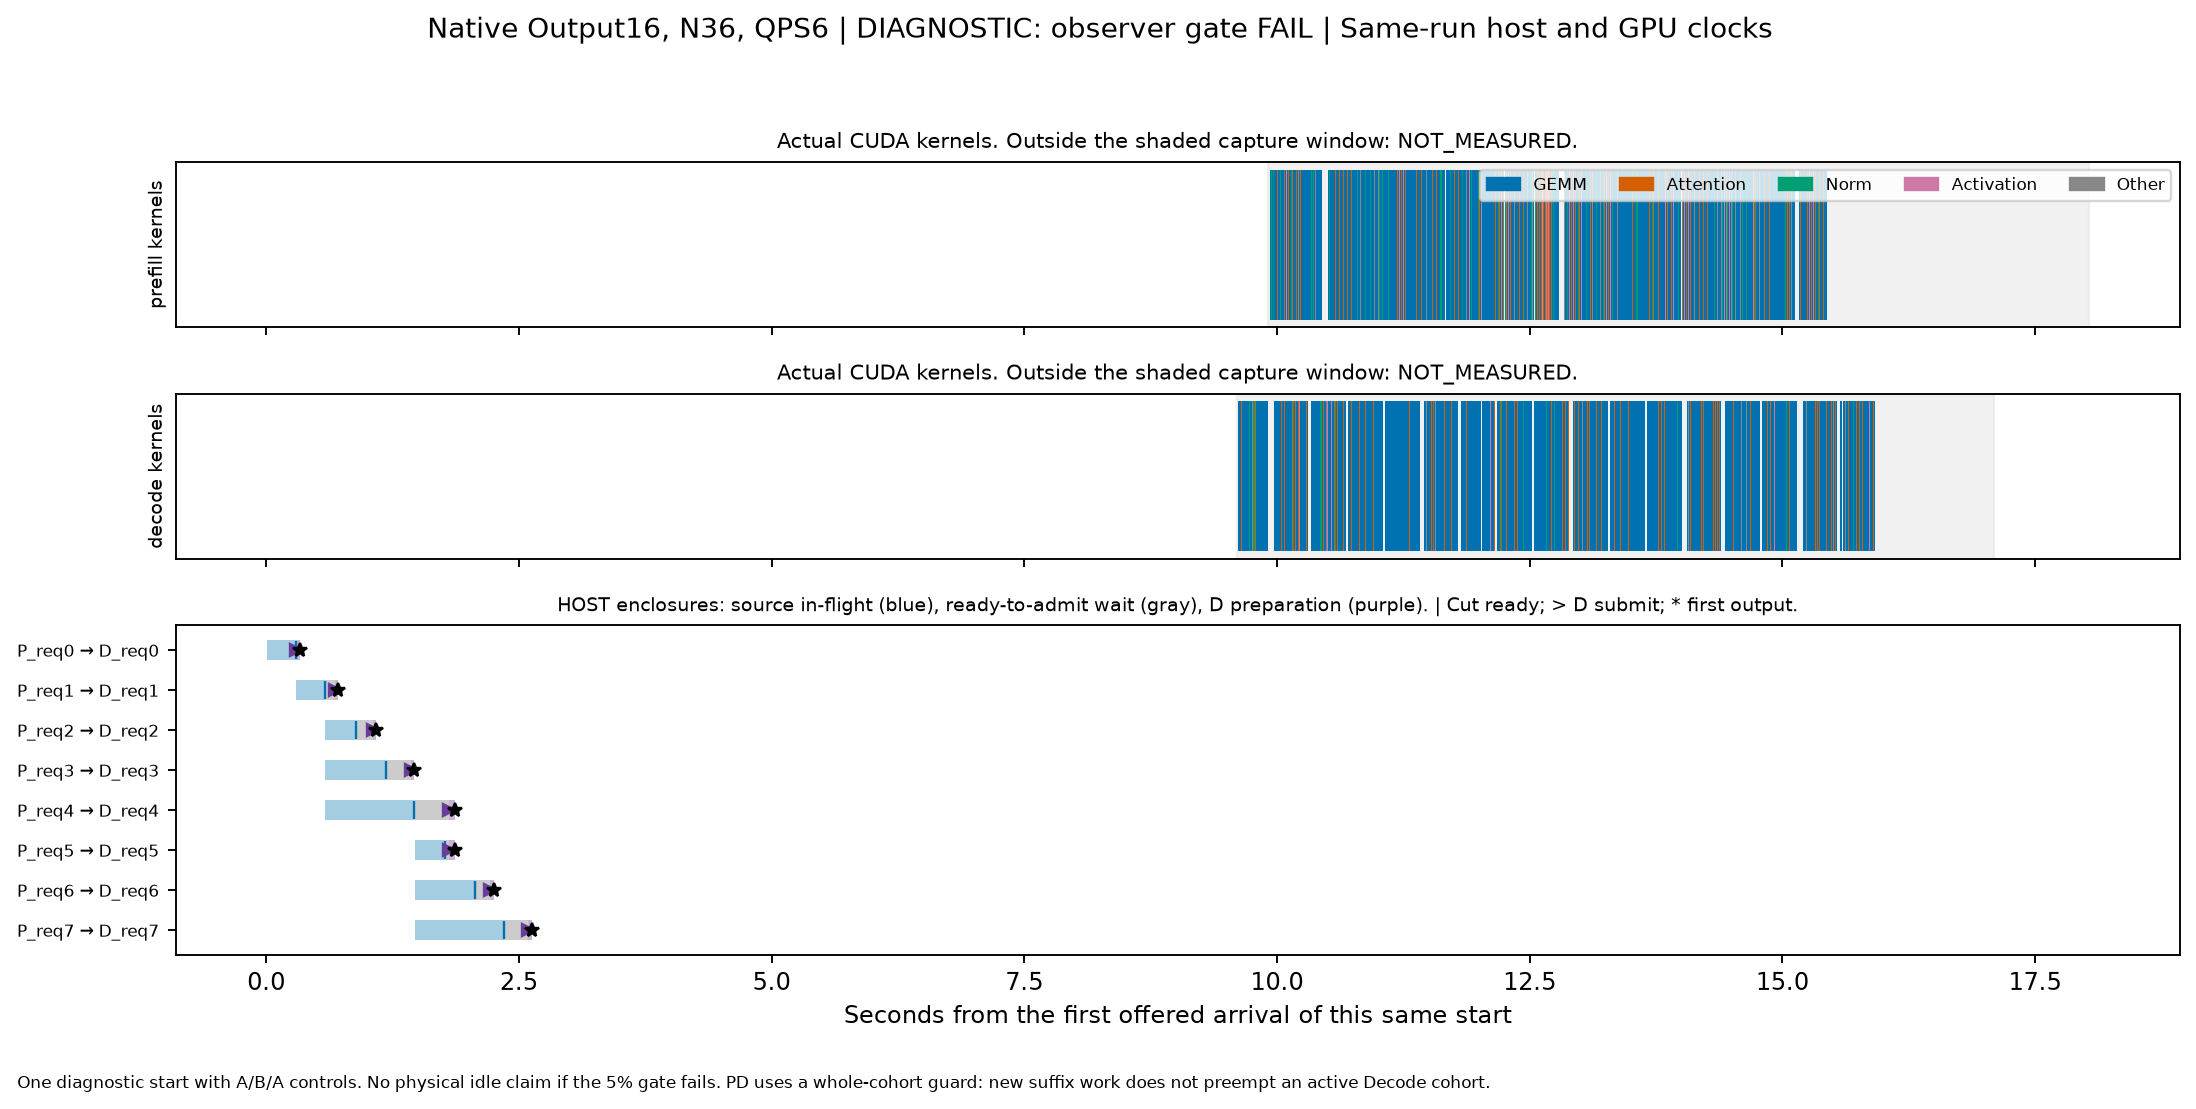 Native Output16, N36, QPS6 | DIAGNOSTIC: observer gate FAIL | Same-run host and GPU clocks
Actual CUDA kernels. Outside the shaded capture window: NOT_MEASURED.
prefill kernels
GEMM Attention Norm Activation Other
Actual CUDA kernels. Outside the shaded capture window: NOT_MEASURED.
decode kernels
HOST enclosures: source in-flight (blue), ready-to-admit wait (gray), D preparation (purple). | Cut ready; > D submit; * first output.
P_req0 → D_req0
P_req1 → D_req1
P_req2 → D_req2
P_req3 → D_req3
P_req4 → D_req4
P_req5 → D_req5
P_req6 → D_req6
P_req7 → D_req7
0.0 2.5 5.0 7.5 10.0 12.5 15.0 17.5
Seconds from the first offered arrival of this same start
One diagnostic start with A/B/A controls. No physical idle claim if the 5% gate fails. PD uses a whole-cohort guard: new suffix work does not preempt an active Decode cohort.